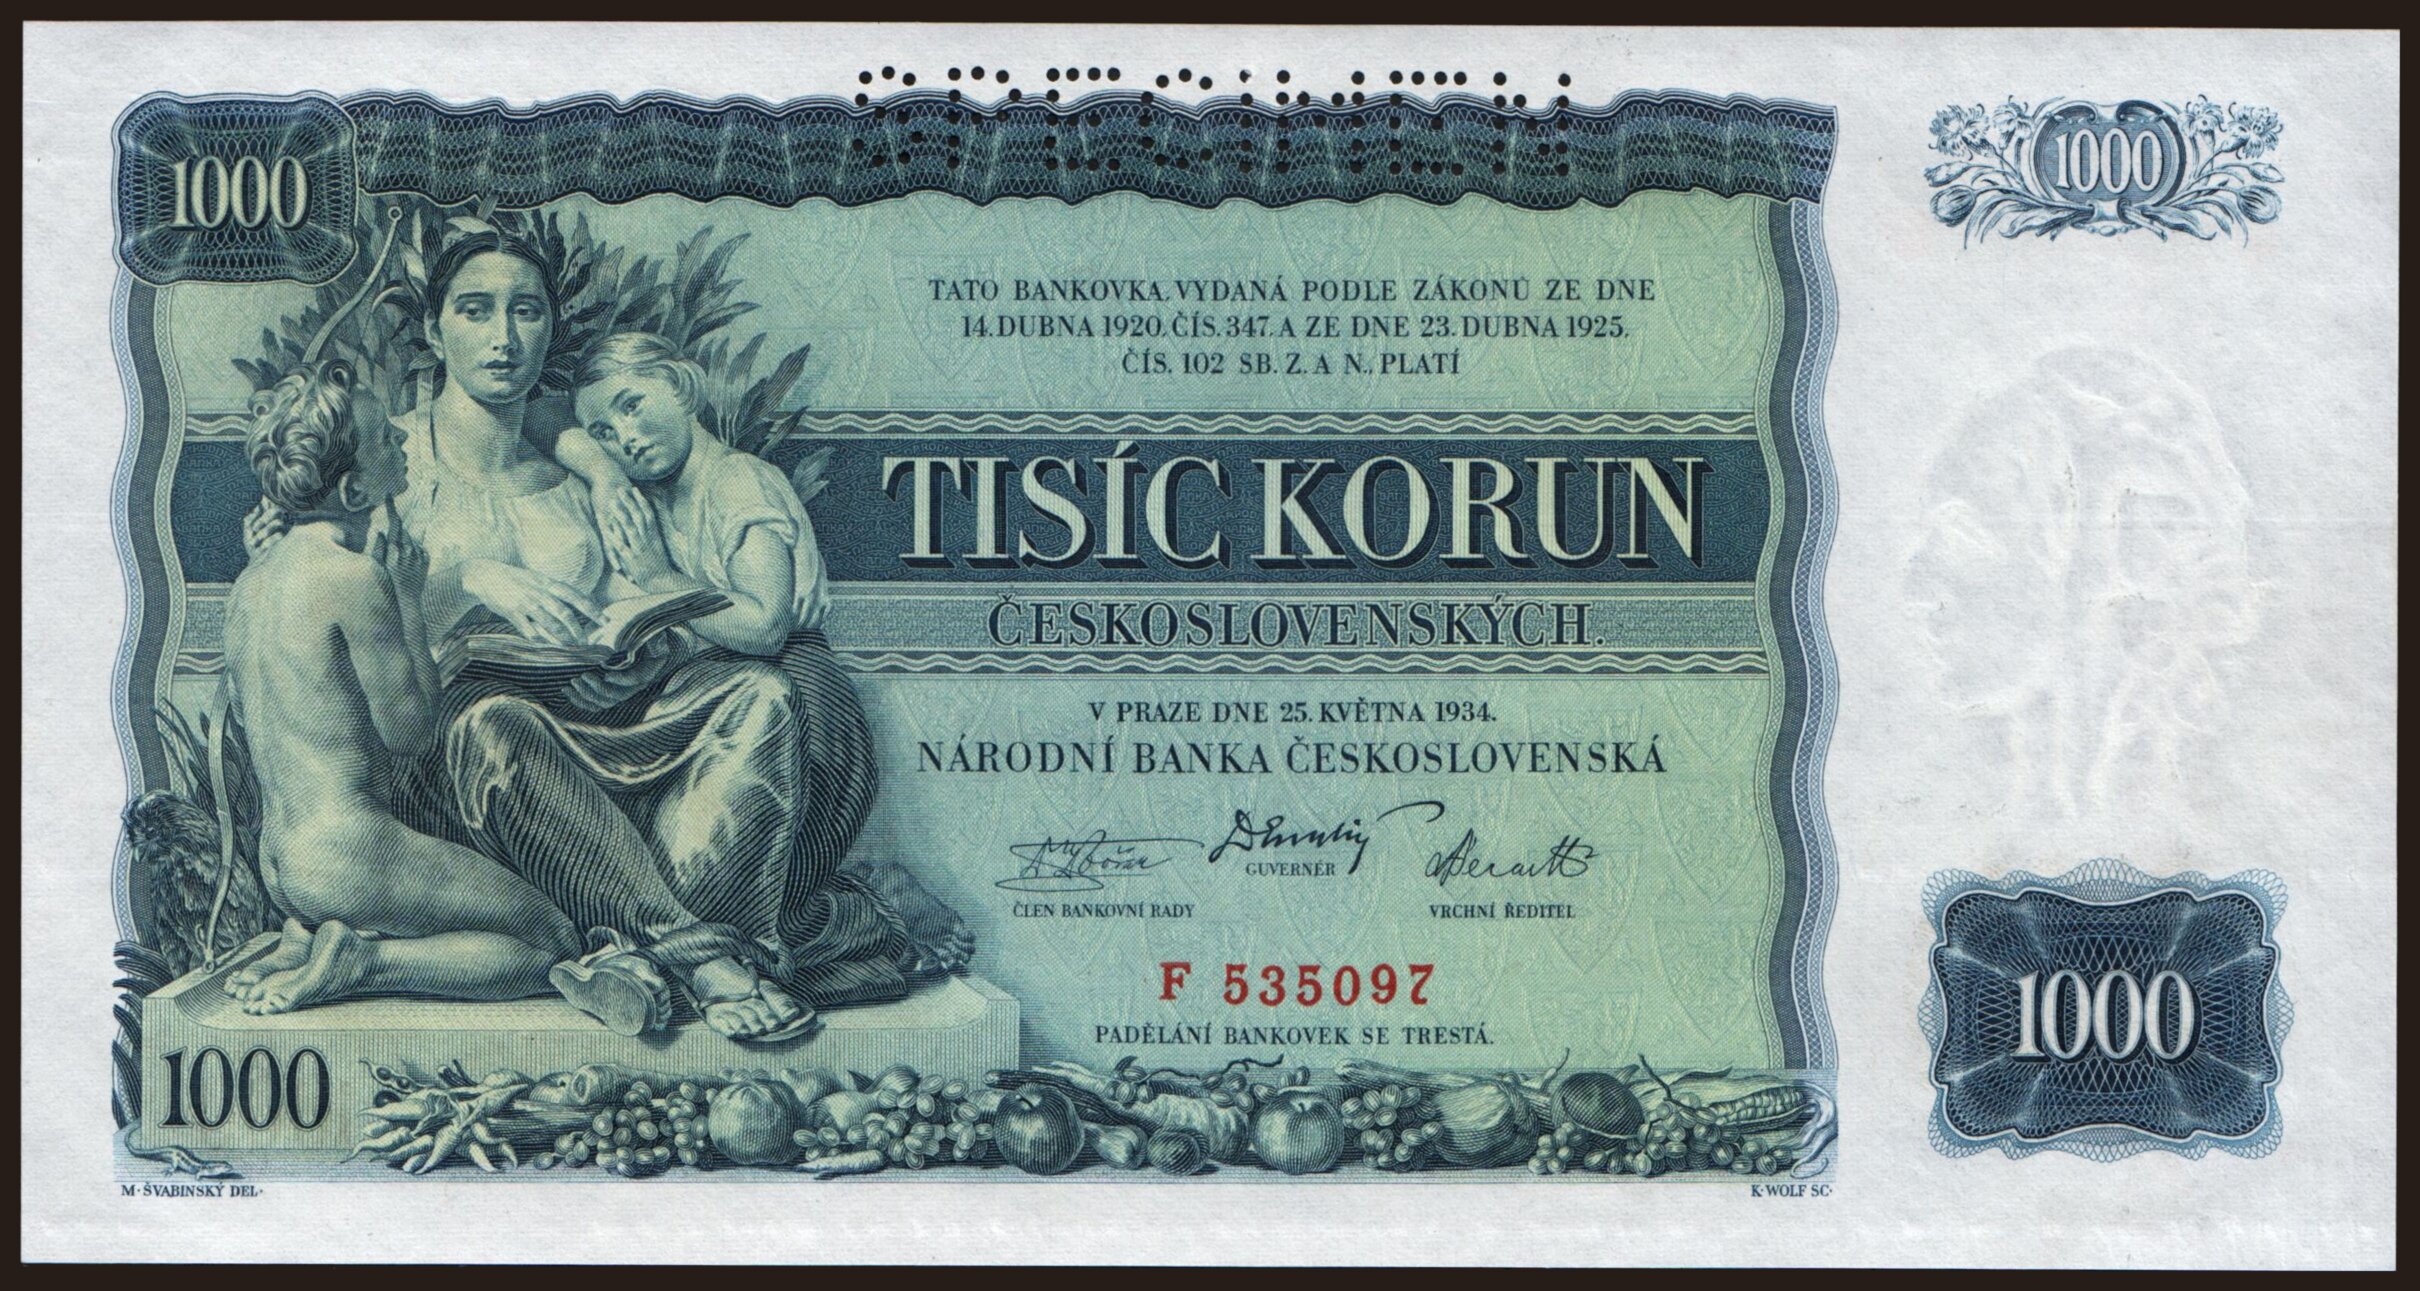 SPECIMEN
1000
1000
TATO BANKOVKA, VYDANÁ PODLE ZÁKONŮ ZE DNE
14. DUBNA 1920, ČÍS. 347, A ZE DNE 23. DUBNA 1925,
ČÍS. 102 SB. Z. A N., PLATÍ
TISÍC KORUN
ČESKOSLOVENSKÝCH.
V PRAZE DNE 25. KVĚTNA 1934.
NÁRODNÍ BANKA ČESKOSLOVENSKÁ
GUVERNÉR
ČLEN BANKOVNÍ RADY
VRCHNÍ ŘEDITEL
F 535097
PADĚLÁNÍ BANKOVEK SE TRESTÁ.
1000
1000
M·ŠVABINSKÝ DEL·
K·WOLF SC·